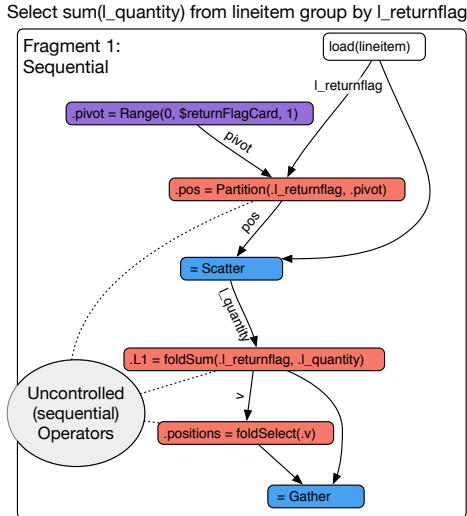 Select sum(l_quantity) from lineitem group by l_returnflag
Fragment 1:
Sequential
load(lineitem)
l_returnflag
.pivot = Range(0, $returnFlagCard, 1)
pivot
.pos = Partition(.l_returnflag, .pivot)
pos
= Scatter
l_quantity
.L1 = foldSum(.l_returnflag, .l_quantity)
Uncontrolled
(sequential)
Operators
v
.positions = foldSelect(.v)
= Gather